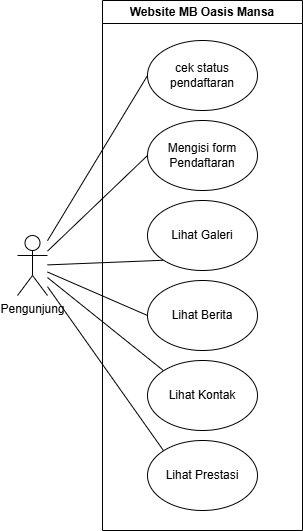 Website MB Oasis Mansa
cek status
pendaftaran
Mengisi form
Pendaftaran
Lihat Galeri
Pengunjung
Lihat Berita
Lihat Kontak
Lihat Prestasi